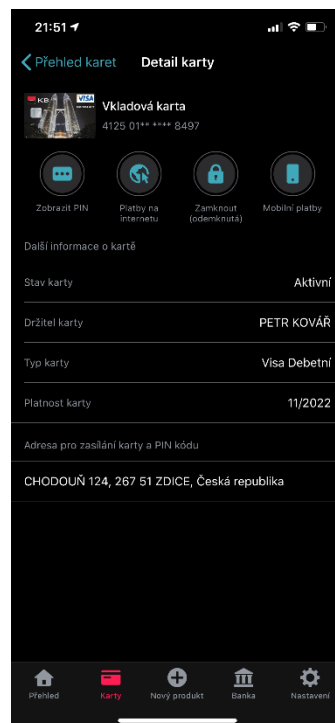 21:51
Přehled karet Detail karty
KB VISA
Vkladová karta
4125 01** **** 8497
Zobrazit PIN
Platby na internetu
Zamknout (odemknutá)
Mobilní platby
Další informace o kartě
Stav karty Aktivní
Držitel karty PETR KOVÁŘ
Typ karty Visa Debetní
Platnost karty 11/2022
Adresa pro zasílání karty a PIN kódu
CHODOUŇ 124, 267 51 ZDICE, Česká republika
Přehled Karty Nový produkt Banka Nastavení